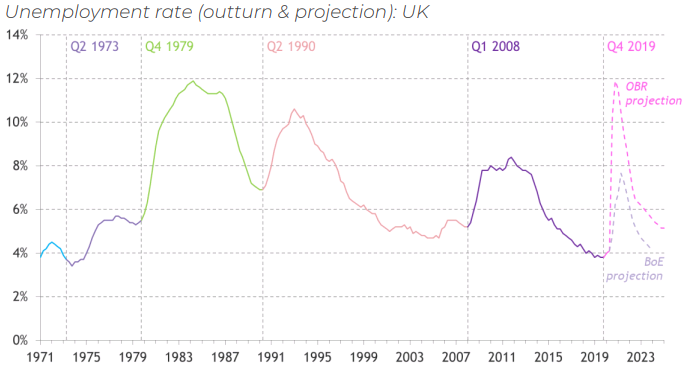 Unemployment rate (outturn & projection): UK
14%
Q2 1973
Q4 1979
Q2 1990
Q1 2008
Q4 2019
12%
OBR
projection
10%
8%
6%
4%
BoE
projection
2%
0%
1971 1975 1979 1983 1987 1991 1995 1999 2003 2007 2011 2015 2019 2023